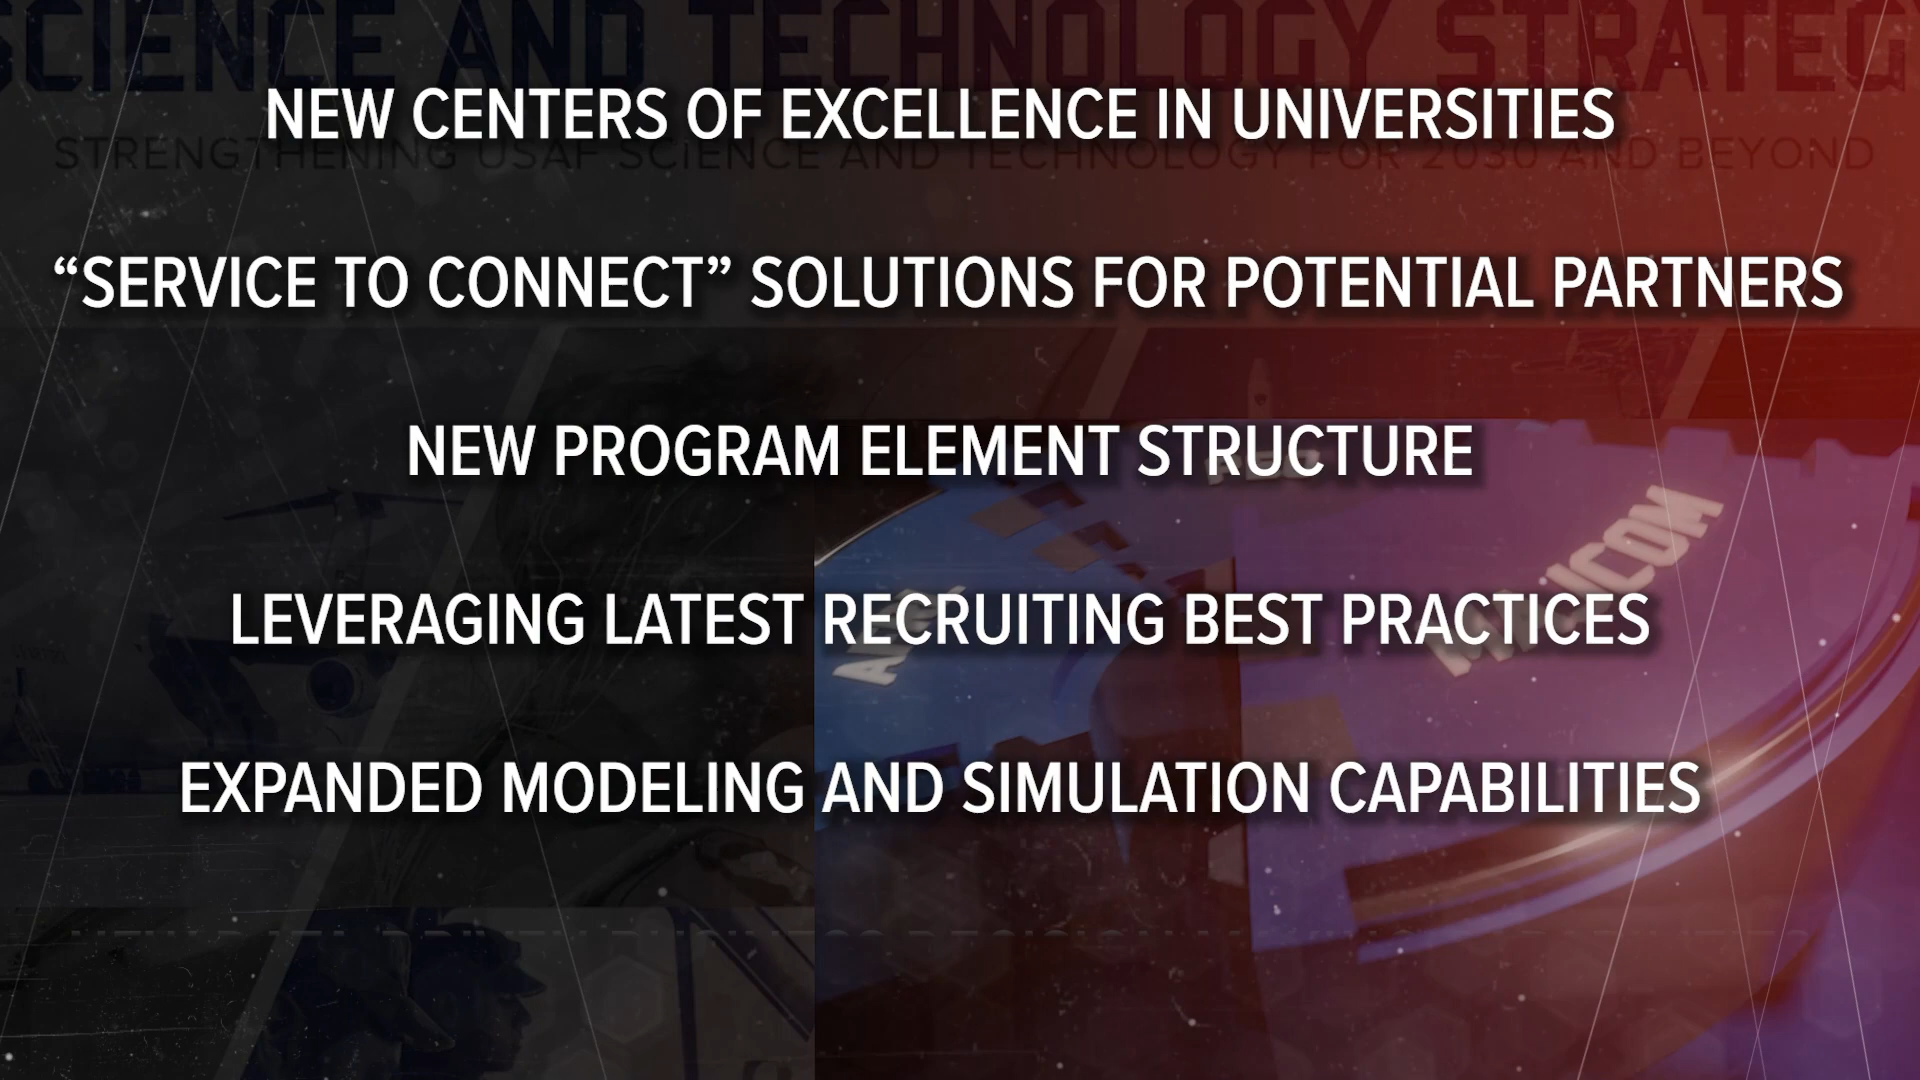 SCIENCE AND TECHNOLOGY STRATEG
NEW CENTERS OF EXCELLENCE IN UNIVERSITIES
STRENGTHENING USAF SCIENCE AND TECHNOLOGY FOR 2030 AND BEYOND
“SERVICE TO CONNECT” SOLUTIONS FOR POTENTIAL PARTNERS
NEW PROGRAM ELEMENT STRUCTURE
LEVERAGING LATEST RECRUITING BEST PRACTICES
EXPANDED MODELING AND SIMULATION CAPABILITIES